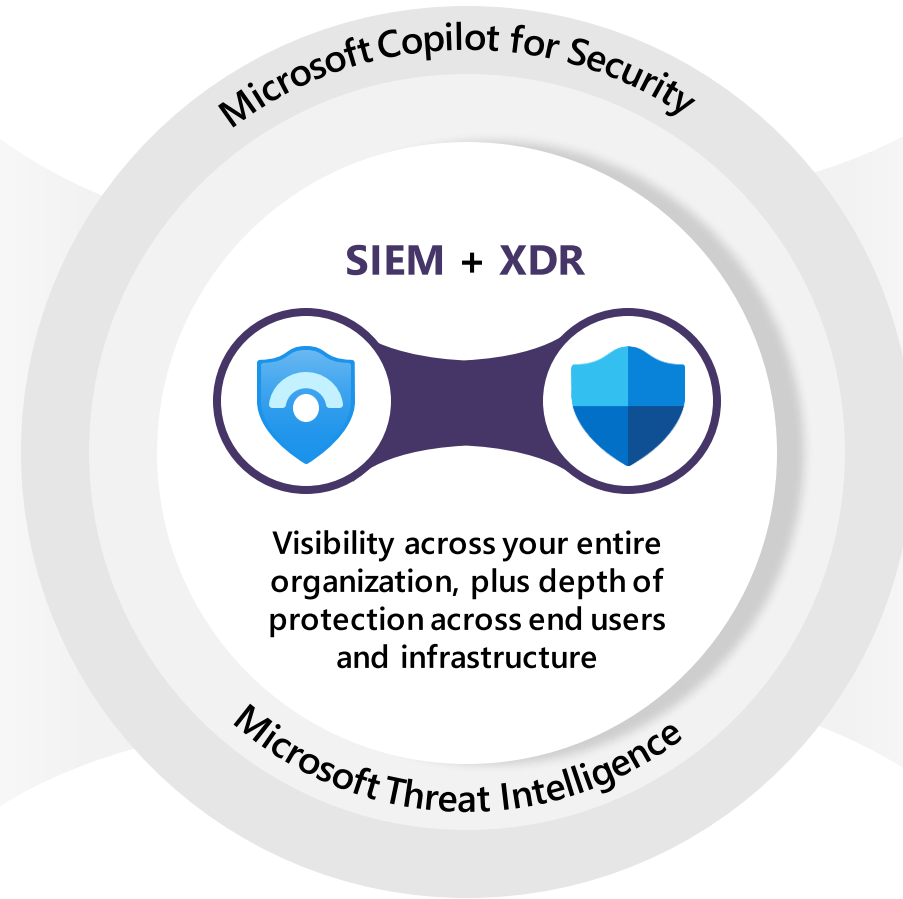 Microsoft Copilot for Security
SIEM + XDR
Visibility across your entire
organization, plus depth of
protection across end users
and infrastructure
Microsoft Threat Intelligence